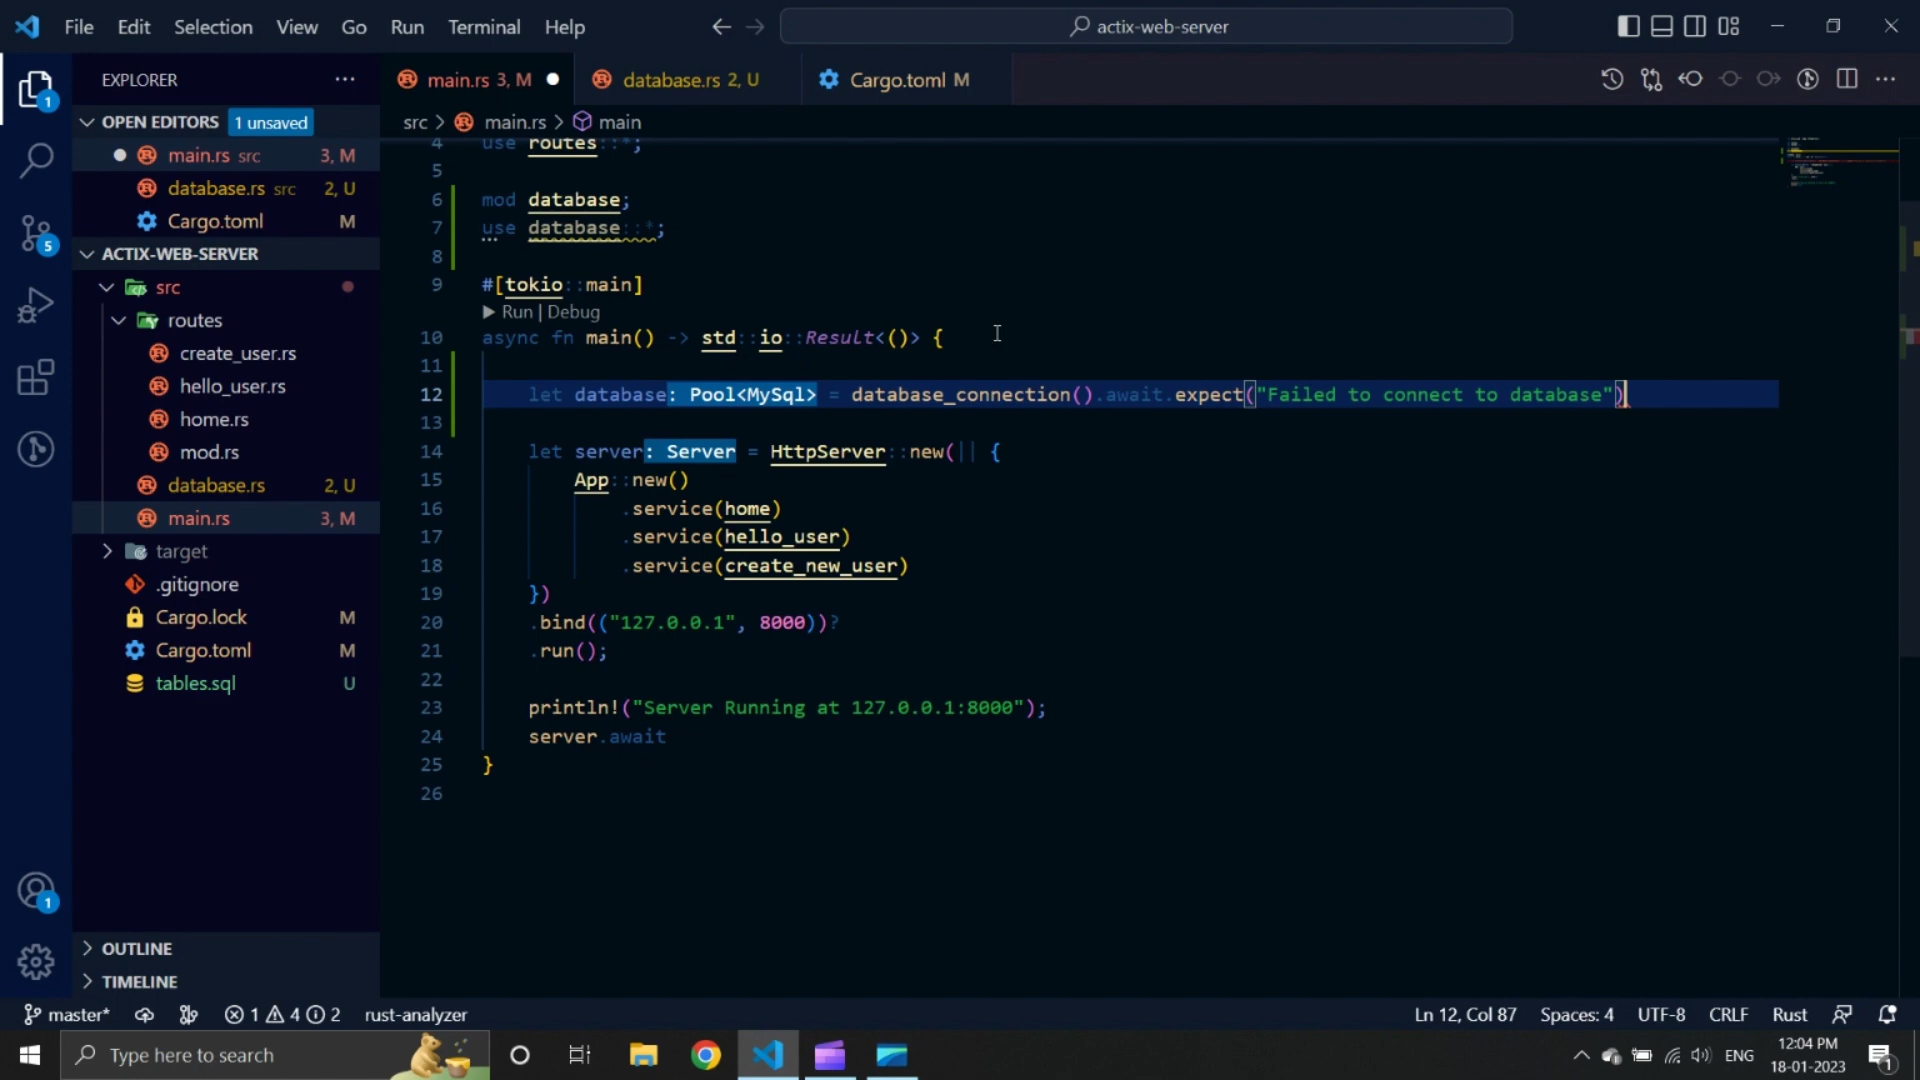 File Edit Selection View Go Run Terminal Help
actix-web-server
EXPLORER
main.rs 3, M
database.rs 2, U
Cargo.toml M
OPEN EDITORS 1 unsaved
main.rs src 3, M
database.rs src 2, U
Cargo.toml M
ACTIX-WEB-SERVER
src
routes
create_user.rs
hello_user.rs
home.rs
mod.rs
database.rs 2, U
main.rs 3, M
target
.gitignore
Cargo.lock M
Cargo.toml M
tables.sql U
OUTLINE
TIMELINE
1
5
1
src > main.rs > main
4 use routes::*;
5
6 mod database;
7 use database::*;
8
9 #[tokio::main]
Run | Debug
10 async fn main() -> std::io::Result<()> {
11
12 let database: Pool<MySql> = database_connection().await.expect("Failed to connect to database")
13
14 let server: Server = HttpServer::new(|| {
15 App::new()
16 .service(home)
17 .service(hello_user)
18 .service(create_new_user)
19 })
20 .bind(("127.0.0.1", 8000))?
21 .run();
22
23 println!("Server Running at 127.0.0.1:8000");
24 server.await
25 }
26
master* 1 4 2 rust-analyzer
Ln 12, Col 87 Spaces: 4 UTF-8 CRLF Rust
Type here to search
ENG
12:04 PM
18-01-2023
1